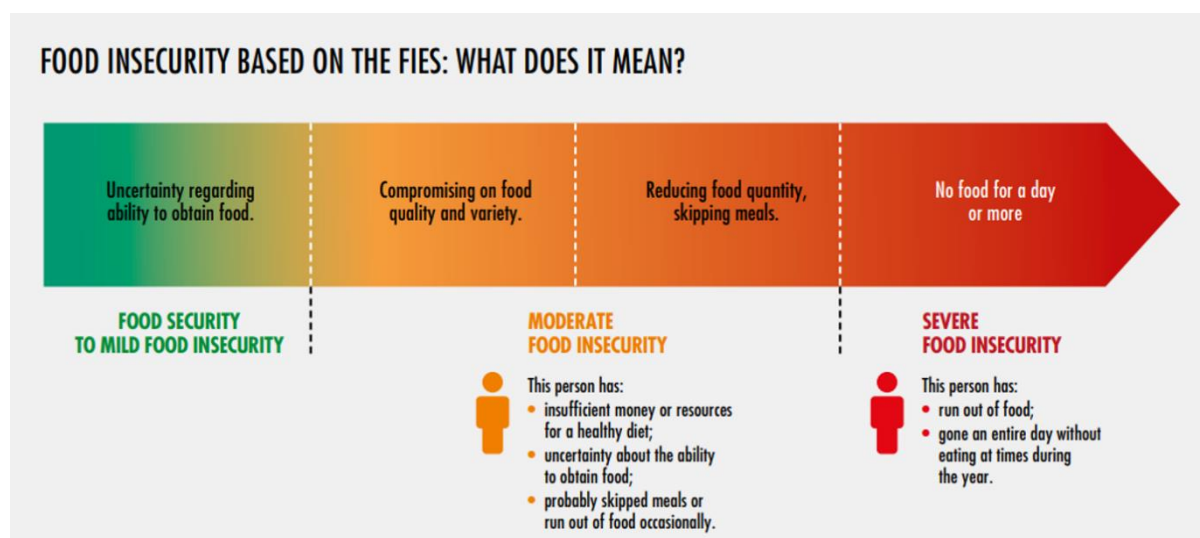 FOOD INSECURITY BASED ON THE FIES: WHAT DOES IT MEAN?
Uncertainty regarding
ability to obtain food.
Compromising on food
quality and variety.
Reducing food quantity,
skipping meals.
No food for a day
or more
FOOD SECURITY
TO MILD FOOD INSECURITY
MODERATE
FOOD INSECURITY
This person has:
• insufficient money or resources
for a healthy diet;
• uncertainty about the ability
to obtain food;
• probably skipped meals or
run out of food occasionally.
SEVERE
FOOD INSECURITY
This person has:
• run out of food;
• gone an entire day without
eating at times during
the year.